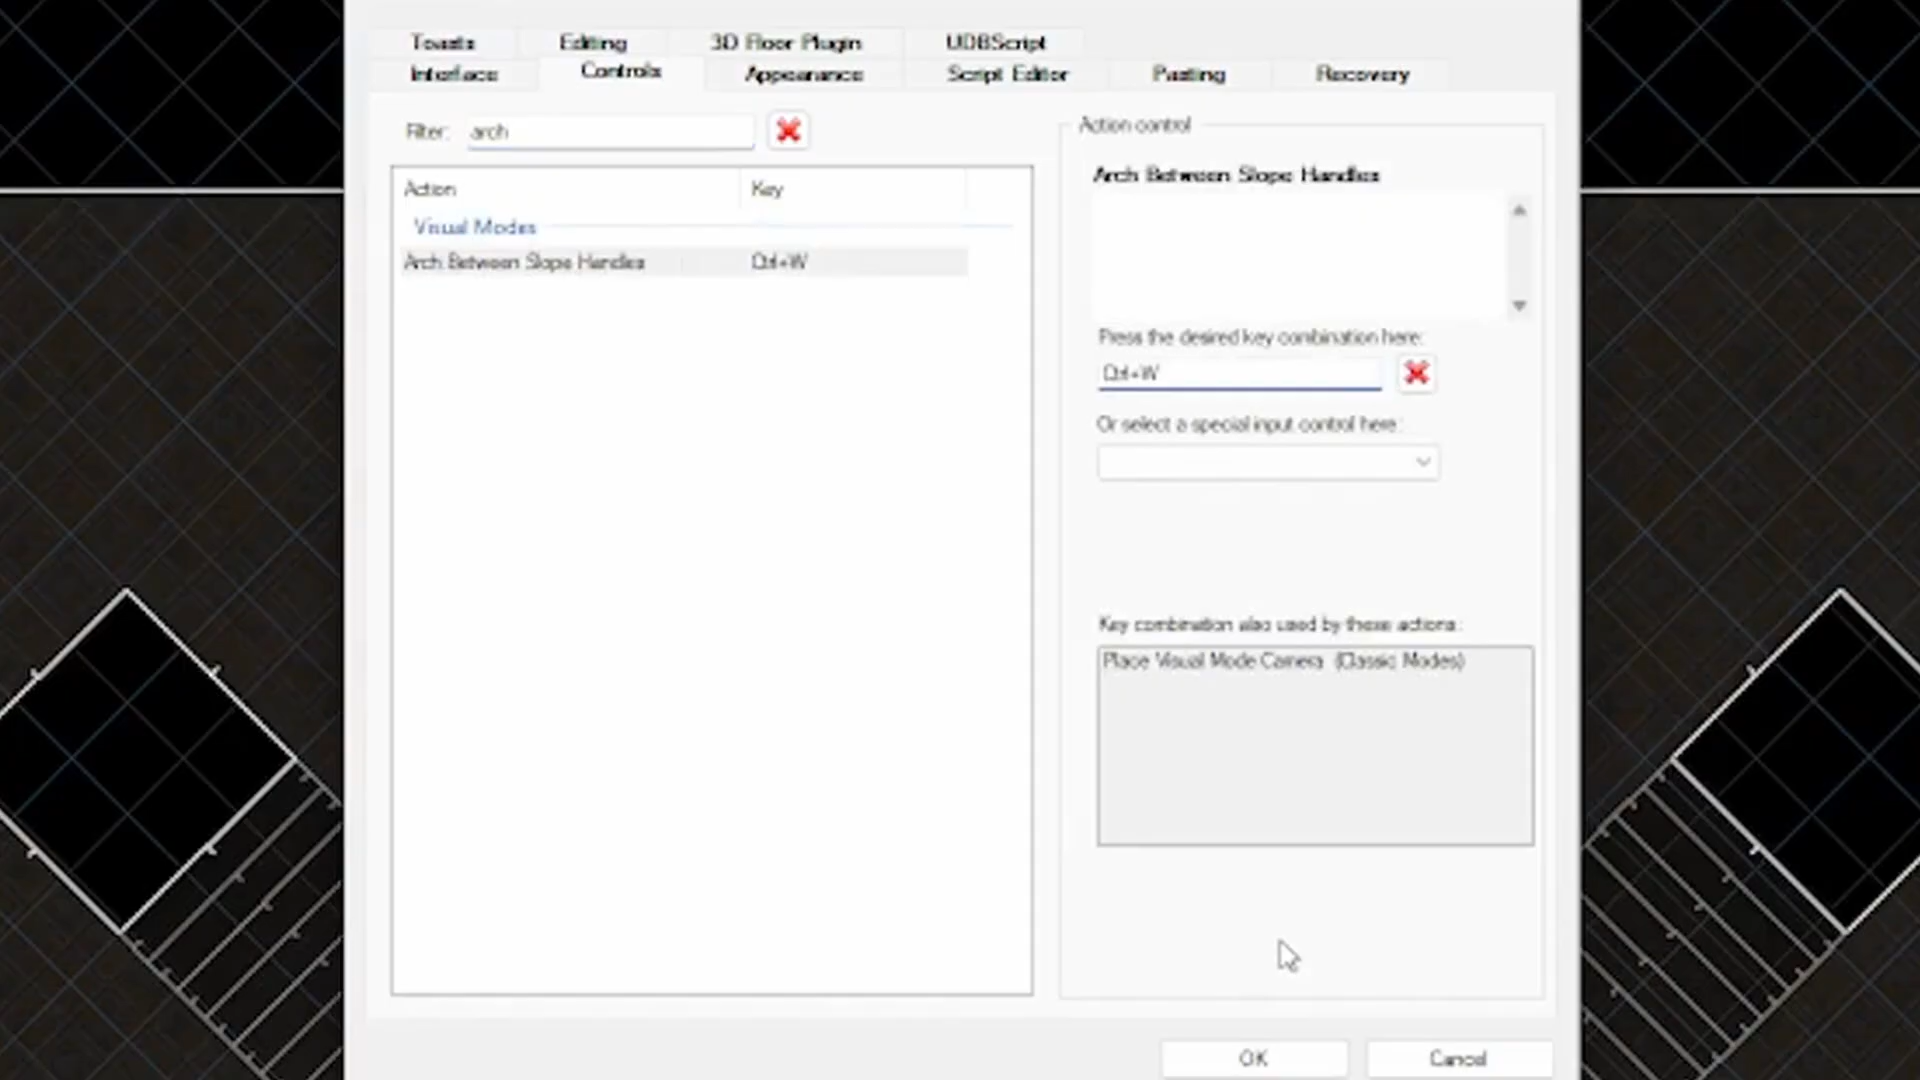 Toasts Editing 3D Floor Plugin UDBScript
Interface Controls Appearance Script Editor Pasting Recovery
Filter: arch
Action Key
Visual Modes
Arch Between Slope Handles Ctrl+W
Action control
Arch Between Slope Handles
Press the desired key combination here:
Ctrl+W
Or select a special input control here:
Key combination also used by these actions:
Place Visual Mode Camera (Classic Modes)
OK Cancel